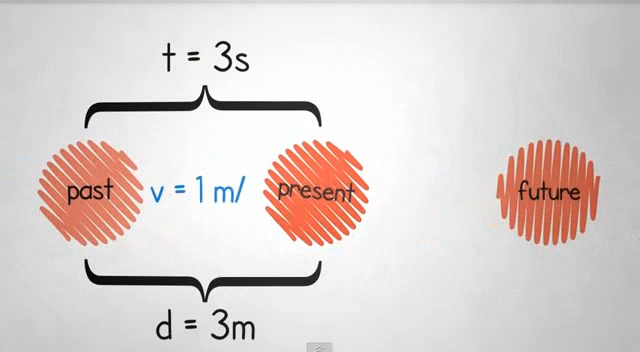 t = 3s
past v = 1 m/ present future
d = 3m